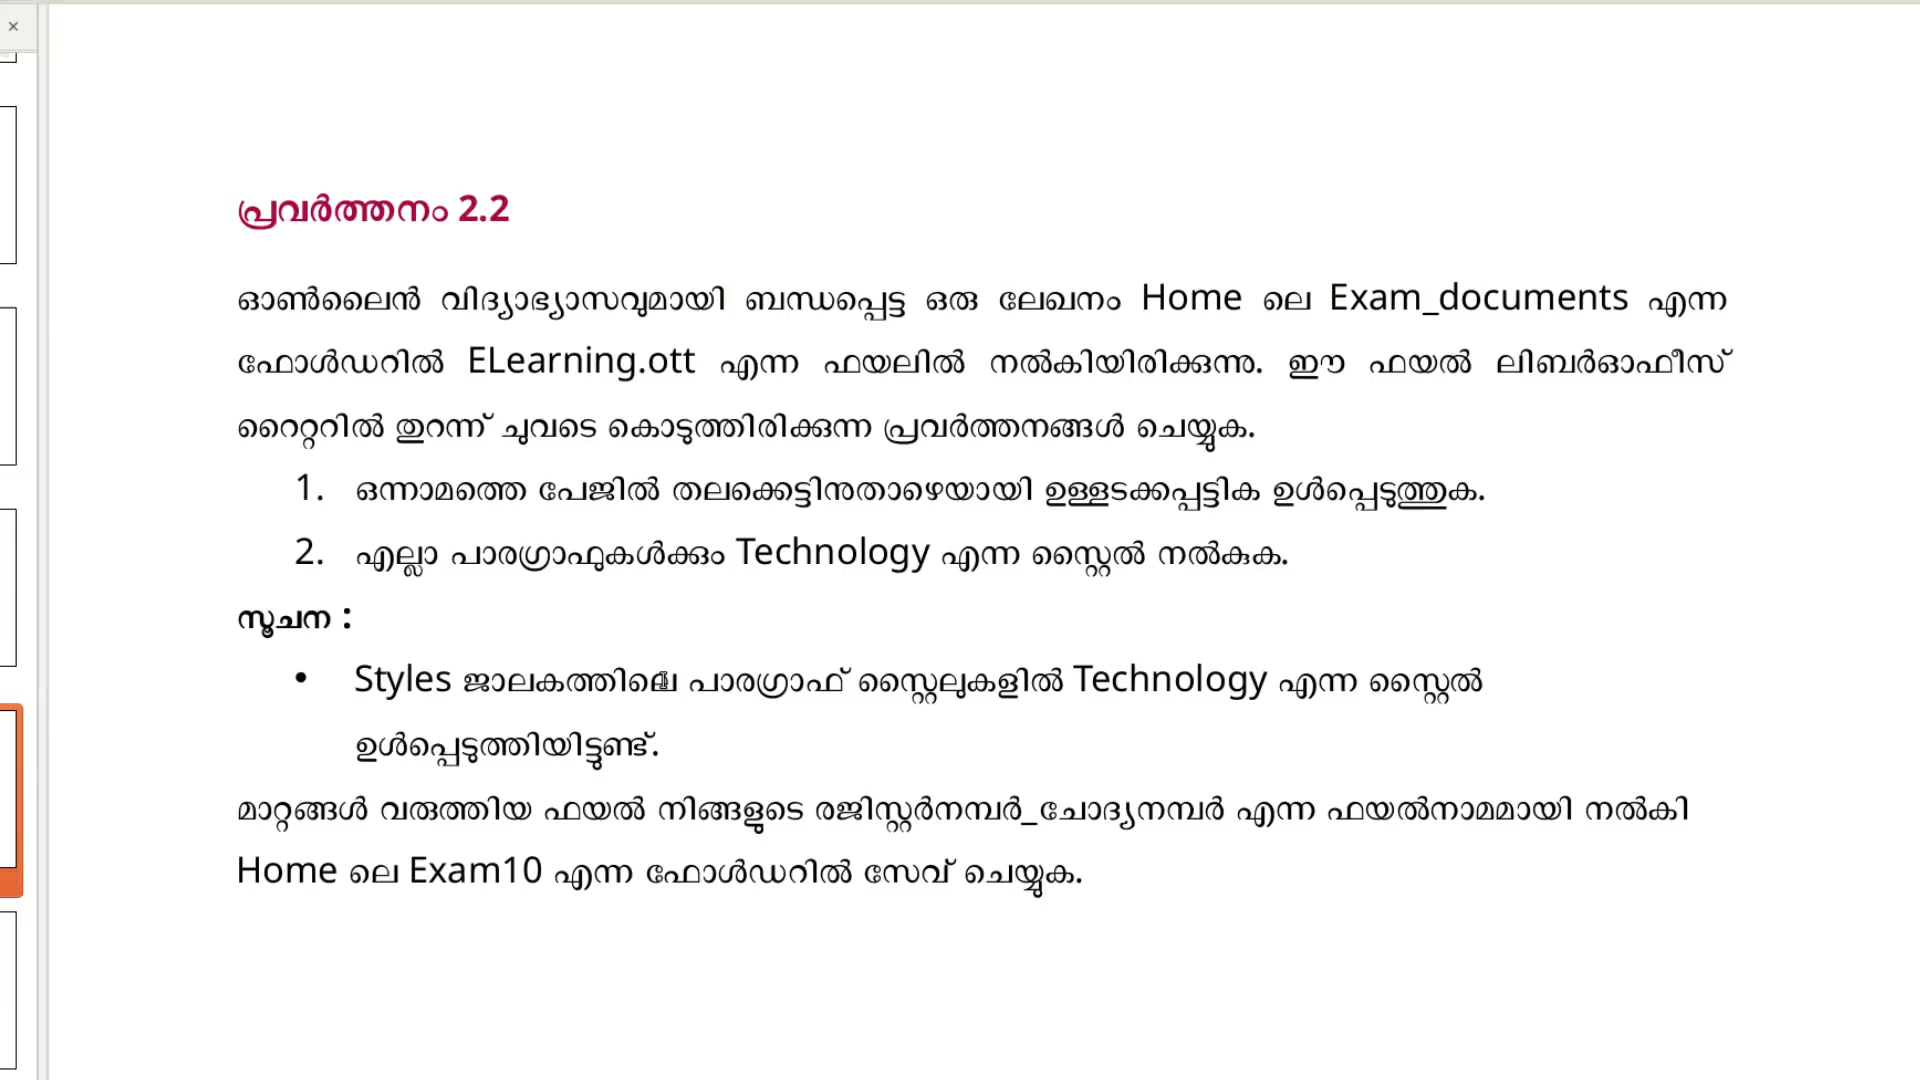 പ്രവർത്തനം 2.2
ഓൺലൈൻ വിദ്യാഭ്യാസവുമായി ബന്ധപ്പെട്ട ഒരു ലേഖനം Home ലെ Exam_documents എന്ന
ഫോൾഡറിൽ ELearning.ott എന്ന ഫയലിൽ നൽകിയിരിക്കുന്നു. ഈ ഫയൽ ലിബർഓഫീസ്
റൈറ്ററിൽ തുറന്ന് ചുവടെ കൊടുത്തിരിക്കുന്ന പ്രവർത്തനങ്ങൾ ചെയ്യുക.
1. ഒന്നാമത്തെ പേജിൽ തലക്കെട്ടിനുതാഴെയായി ഉള്ളടക്കപ്പട്ടിക ഉൾപ്പെടുത്തുക.
2. എല്ലാ പാരഗ്രാഫുകൾക്കും Technology എന്ന സ്റ്റൈൽ നൽകുക.
സൂചന :
• Styles ജാലകത്തിലെ പാരഗ്രാഫ് സ്റ്റൈലുകളിൽ Technology എന്ന സ്റ്റൈൽ
ഉൾപ്പെടുത്തിയിട്ടുണ്ട്.
മാറ്റങ്ങൾ വരുത്തിയ ഫയൽ നിങ്ങളുടെ രജിസ്റ്റർനമ്പർ_ചോദ്യനമ്പർ എന്ന ഫയൽനാമമായി നൽകി
Home ലെ Exam10 എന്ന ഫോൾഡറിൽ സേവ് ചെയ്യുക.